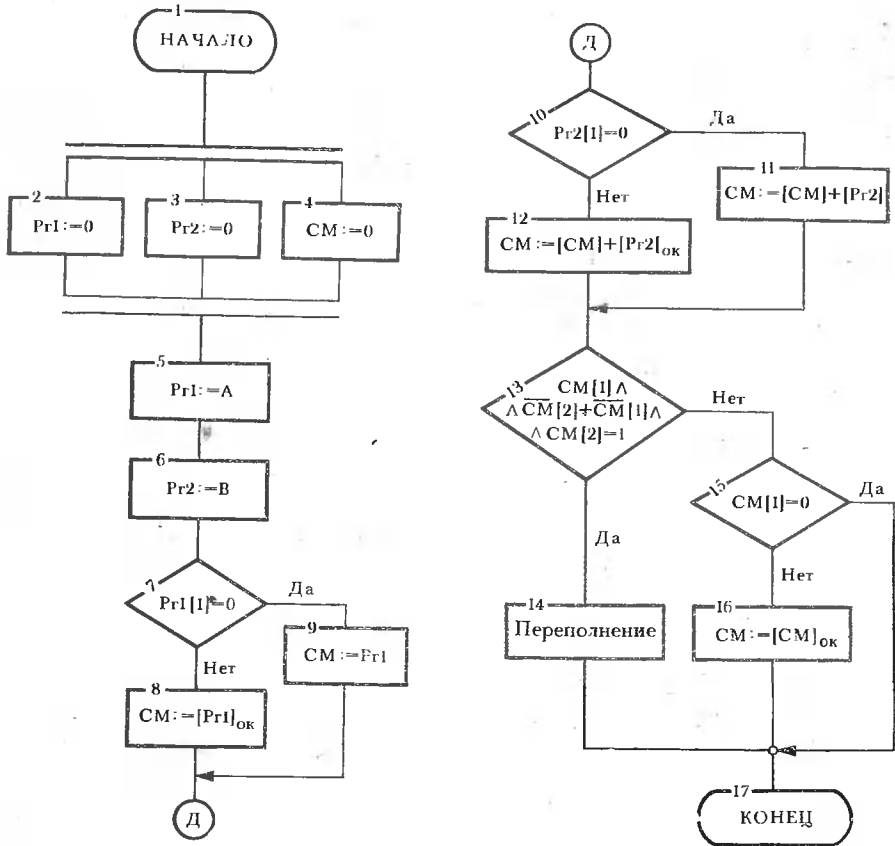 1
НАЧАЛО
2
Рг1:=0
3
Рг2:=0
4
СМ:=0
5
Рг1:=А
6
Рг2:=В
7
Рг1[1]=0
Да
Нет
9
СМ:=Рг1
8
СМ:=[Рг1]ок
Д
Д
10
Рг2[1]=0
Да
Нет
11
СМ:=[СМ]+[Рг2]
12
СМ:=[СМ]+[Рг2[ок
13
СМ[1]∧
∧C̅M̅[2]+C̅M̅[1]∧
∧СМ[2]=1
Нет
Да
15
СМ[1]=0
Да
Нет
14
Переполнение
16
СМ:=[СМ]ок
17
КОНЕЦ